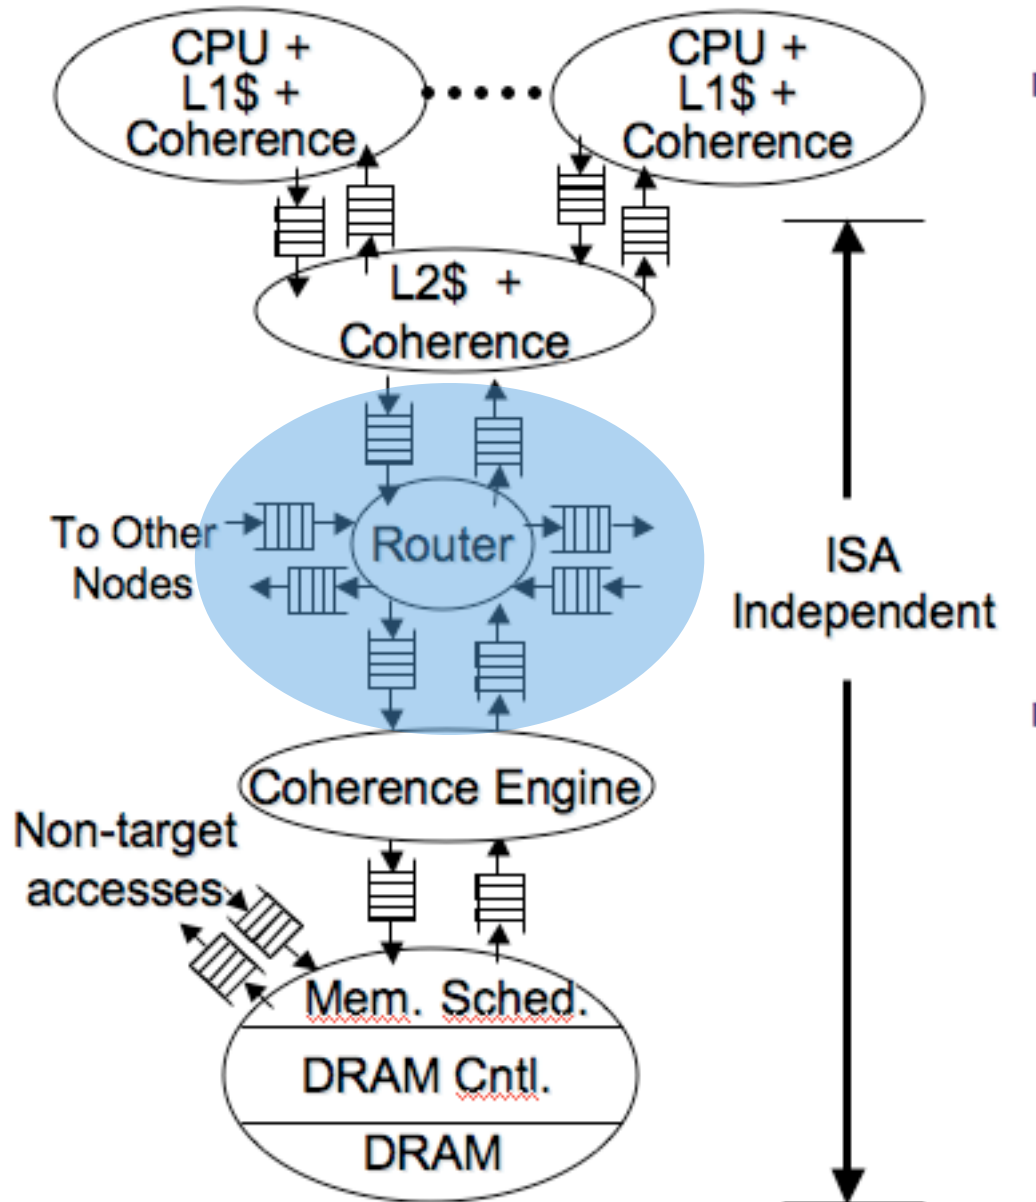 CPU +
L1$ +
Coherence
CPU +
L1$ +
Coherence
L2$ +
Coherence
To Other
Nodes
Router
ISA
Independent
Coherence Engine
Non-target
accesses
Mem. Sched.
DRAM Cntl.
DRAM